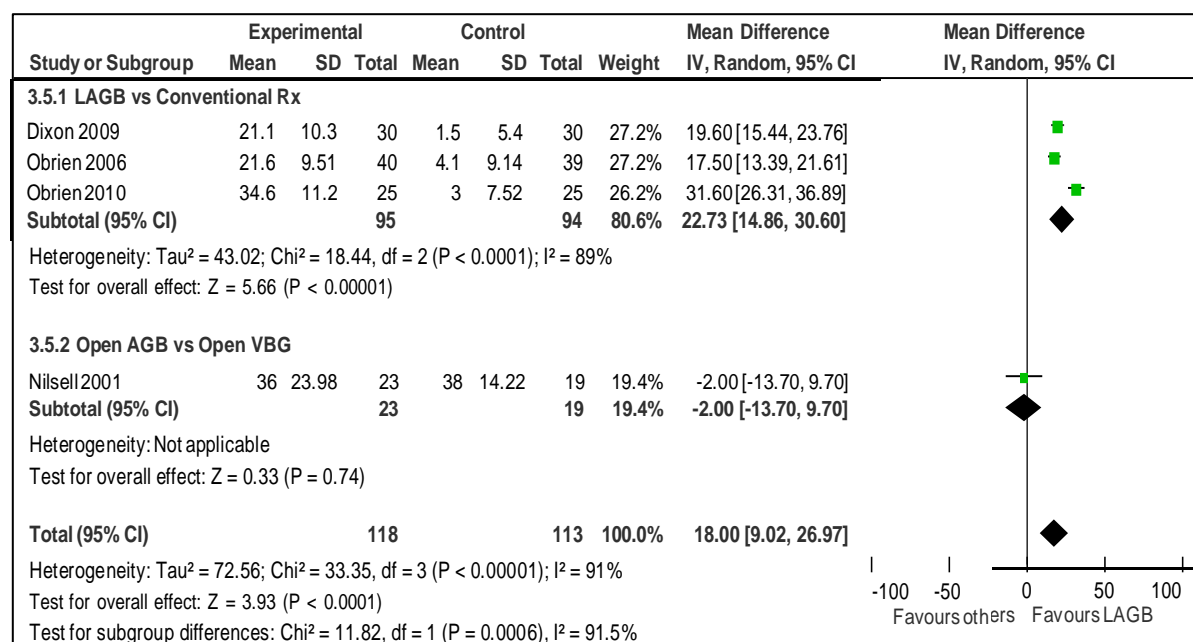 Experimental Control Mean Difference Mean Difference
Study or Subgroup Mean SD Total Mean SD Total Weight IV, Random, 95% CI IV, Random, 95% CI
3.5.1 LAGB vs Conventional Rx
Dixon 2009 21.1 10.3 30 1.5 5.4 30 27.2% 19.60 [15.44, 23.76]
Obrien 2006 21.6 9.51 40 4.1 9.14 39 27.2% 17.50 [13.39, 21.61]
Obrien 2010 34.6 11.2 25 3 7.52 25 26.2% 31.60 [26.31, 36.89]
Subtotal (95% CI) 95 94 80.6% 22.73 [14.86, 30.60]
Heterogeneity: Tau² = 43.02; Chi² = 18.44, df = 2 (P < 0.0001); I² = 89%
Test for overall effect: Z = 5.66 (P < 0.00001)
3.5.2 Open AGB vs Open VBG
Nilsell 2001 36 23.98 23 38 14.22 19 19.4% -2.00 [-13.70, 9.70]
Subtotal (95% CI) 23 19 19.4% -2.00 [-13.70, 9.70]
Heterogeneity: Not applicable
Test for overall effect: Z = 0.33 (P = 0.74)
Total (95% CI) 118 113 100.0% 18.00 [9.02, 26.97]
Heterogeneity: Tau² = 72.56; Chi² = 33.35, df = 3 (P < 0.00001); I² = 91%
Test for overall effect: Z = 3.93 (P < 0.0001)
Test for subgroup differences: Chi² = 11.82, df = 1 (P = 0.0006), I² = 91.5%
-100 -50 0 50 100
Favours others Favours LAGB